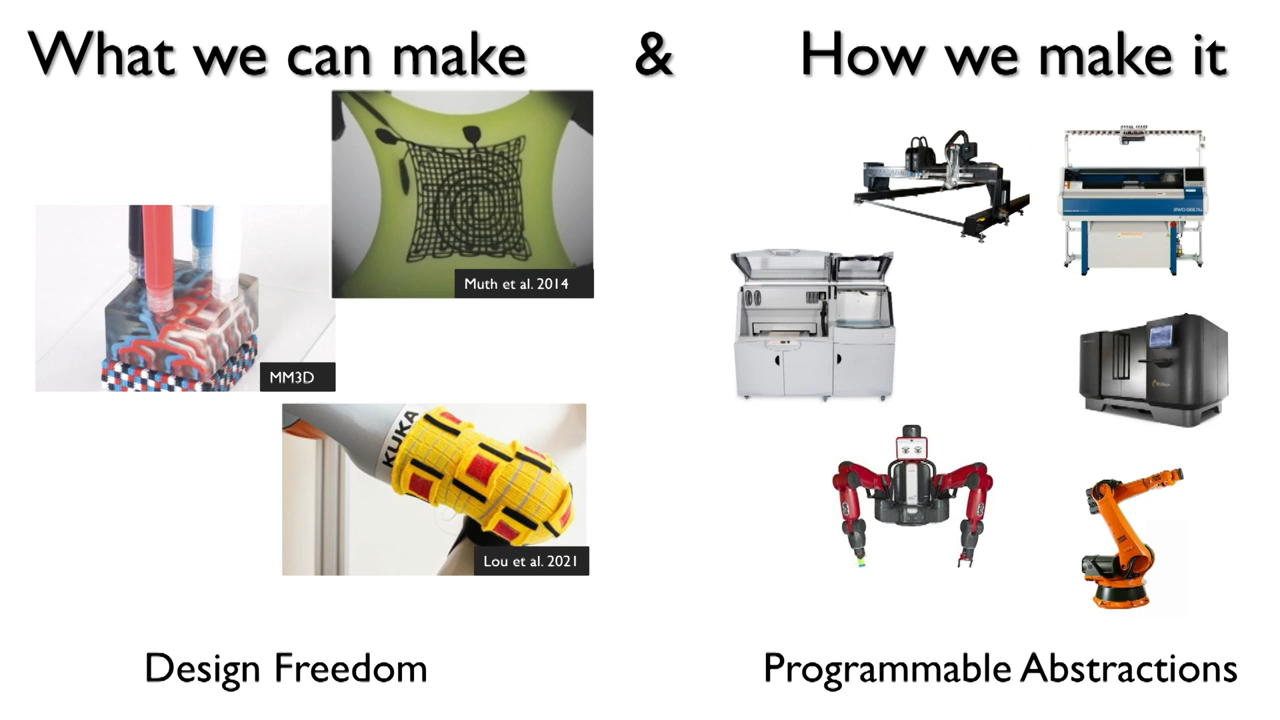 What we can make & How we make it
Muth et al. 2014
MM3D
KUKA
Lou et al. 2021
Design Freedom
Programmable Abstractions